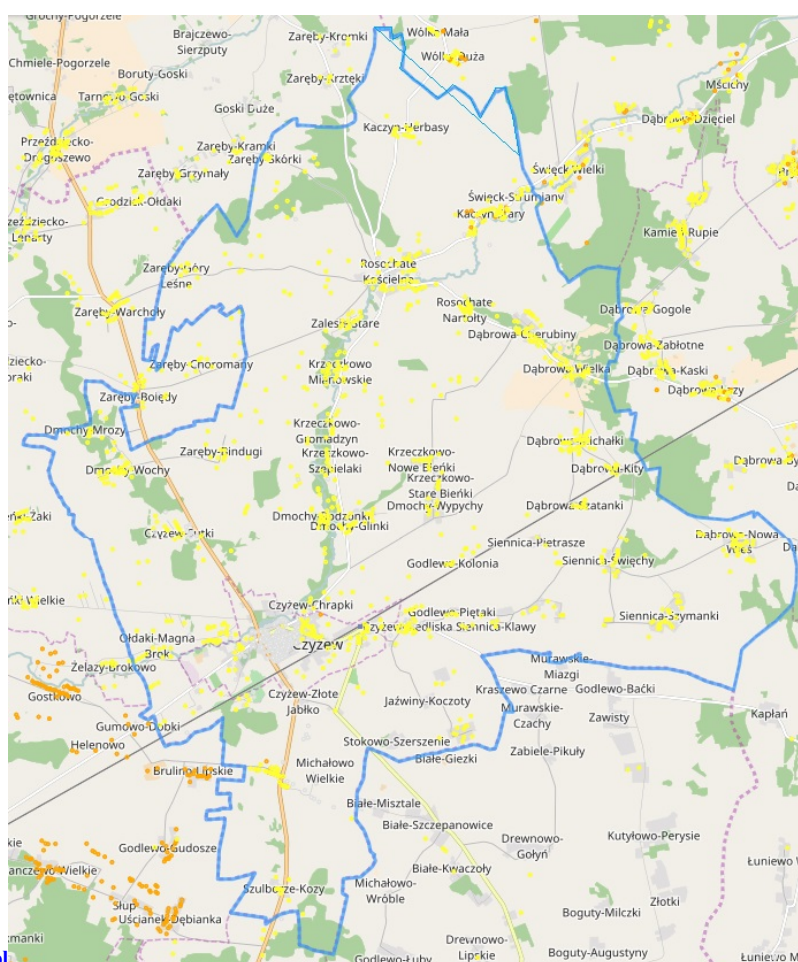 Grochy-Pogorzele
Brajczewo-
Sierzputy
Zaręby-Kromki
Wólka-Mała
Wólka-Duża
Chmiele-Pogorzele
Boruty-Goski
Zaręby-Krztęki
Mścichy
Tarnowo-Goski
Goski Duże
Dąbrowa-Dzięciel
Kaczyn-Herbasy
Przeździecko-
Drogoszewo
Zaręby-Kramki
Zaręby Skórki
Zaręby-Grzymały
Święck Wielki
Grodzisk-Ołdaki
Święck-Strumiany
Kaczyn Stary
Lenarty
Kamień Rupie
Zaręby-Góry
Leśne
Rosochate
Kościelne
Zaręby-Warchoły
Rosochate
Nartołty
Dąbrowa-Gogole
Zalesie Stare
Dąbrowa-Cherubiny
Dąbrowa-Zabłotne
Zaręby-Choromany
Krzeczkowo
Mianowskie
Dąbrowa Wielka
Dąbrowa-Kaski
Zaręby-Bolędy
Dąbrowa Łazy
Dmochy-Mrozy
Krzeczkowo-
Gromadzyn
Krzeczkowo-
Szepielaki
Dąbrowa-Michałki
Zaręby-Bindugi
Krzeczkowo-
Nowe Bieńki
Dmochy-Wochy
Dąbrowa-Kity
Krzeczkowo-
Stare Bieńki
Dmochy-Wypychy
Dąbrowa-Szatanki
Dmochy-Rodzonki
Dmochy-Glinki
Czyżew-Sutki
Siennica-Pietrasze
Dąbrowa-Nowa
Wieś
Godlewo-Kolonia
Siennica-Święchy
Czyżew-Chrapki
Godlewo-Piętaki
Siennica-Szymanki
Czyżew-Siedliska
Siennica-Klawy
Ołdaki-Magna
Brok
Czyżew
Żelazy-Brokowo
Murawskie-
Miazgi
Gostkowo
Czyżew-Złote
Jabłko
Jaźwiny-Koczoty
Kraszewo Czarne
Godlewo-Baćki
Murawskie-
Czachy
Zawisty
Kapłań
Gumowo-Dobki
Helenowo
Stokowo-Szerszenie
Zabiele-Pikuły
Białe-Giezki
Brulino-Lipskie
Michałowo
Wielkie
Białe-Misztale
Białe-Szczepanowice
Kutyłowo-Perysie
Drewnowo-
Gołyń
Godlewo-Gudosze
Białe-Kwaczoły
Szulborze-Kozy
Michałowo-
Wróble
Złotki
Słup
Uścianek-Dębianka
Boguty-Milczki
Drewnowo-
Lipskie
Boguty-Augustyny
Godlewo-Łuby